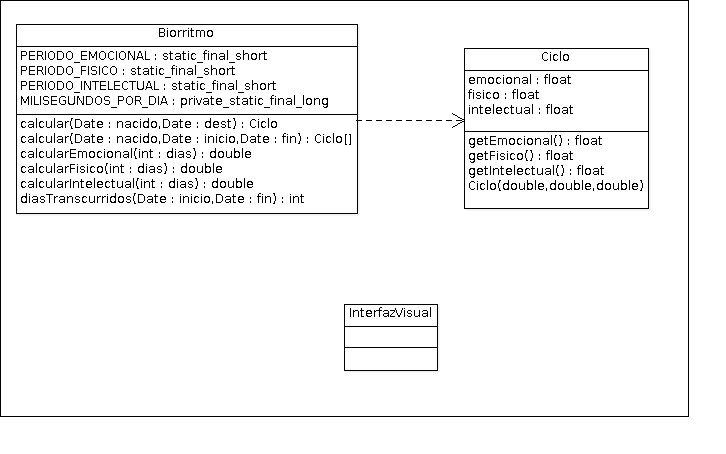 Biorritmo
PERIODO_EMOCIONAL : static_final_short
PERIODO_FISICO : static_final_short
PERIODO_INTELECTUAL : static_final_short
MILISEGUNDOS_POR_DIA : private_static_final_long
calcular(Date : nacido,Date : dest) : Ciclo
calcular(Date : nacido,Date : inicio,Date : fin) : Ciclo[]
calcularEmocional(int : dias) : double
calcularFisico(int : dias) : double
calcularIntelectual(int : dias) : double
diasTranscurridos(Date : inicio,Date : fin) : int
Ciclo
emocional : float
fisico : float
intelectual : float
getEmocional() : float
getFisico() : float
getIntelectual() : float
Ciclo(double,double,double)
InterfazVisual